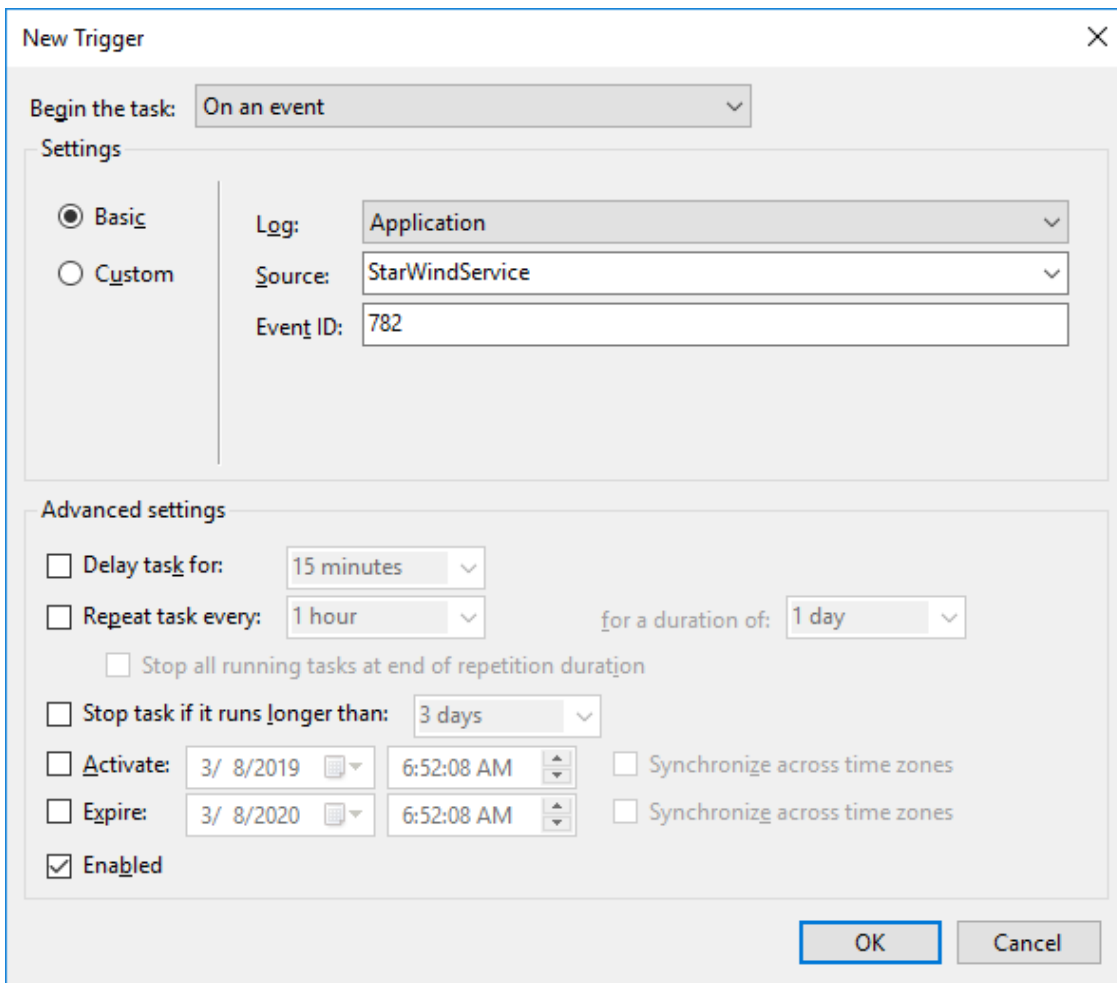 New Trigger
Begin the task: On an event
Settings
Basic
Log: Application
Custom
Source: StarWindService
Event ID: 782
Advanced settings
Delay task for: 15 minutes
Repeat task every: 1 hour for a duration of: 1 day
Stop all running tasks at end of repetition duration
Stop task if it runs longer than: 3 days
Activate: 3/ 8/2019 6:52:08 AM Synchronize across time zones
Expire: 3/ 8/2020 6:52:08 AM Synchronize across time zones
Enabled
OK Cancel